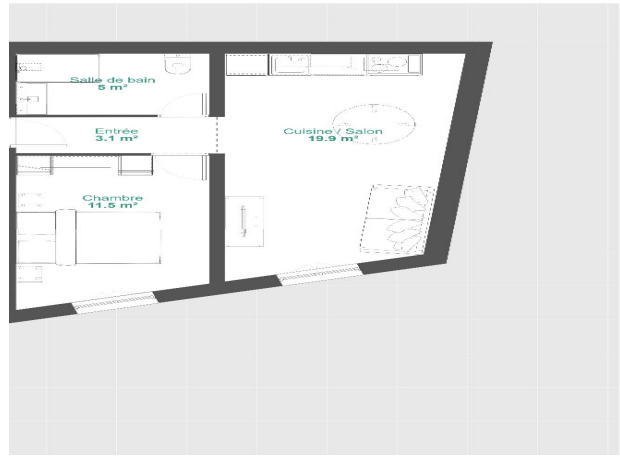 Salle de bain
5 m²
Entrée
3.1 m²
Cuisine / Salon
19.9 m²
Chambre
11.5 m²